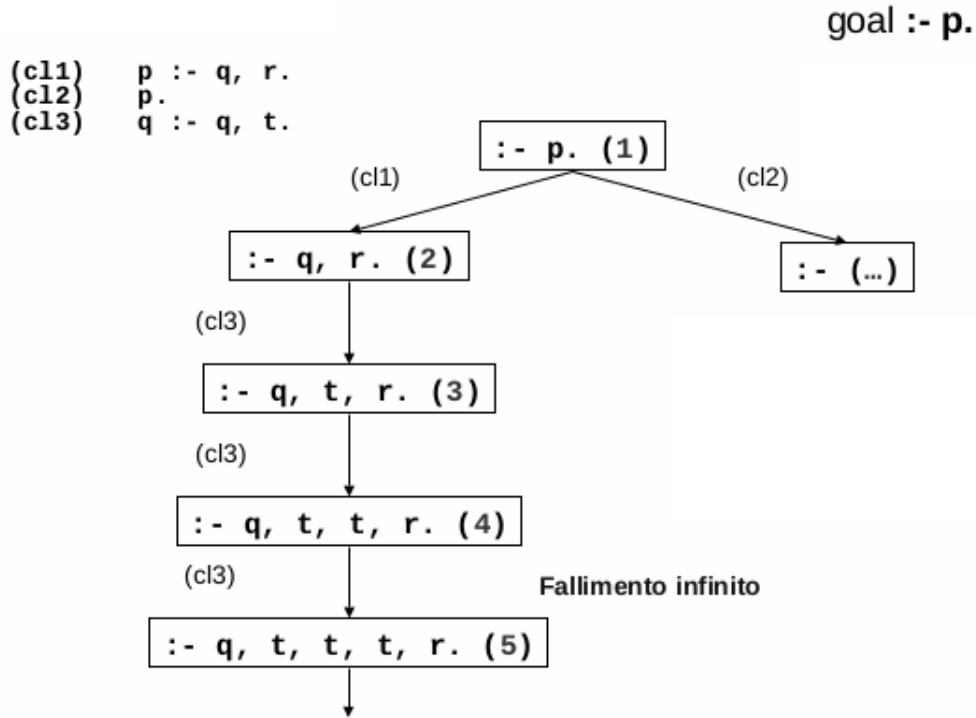 goal :- p.
(cl1) p :- q, r.
(cl2) p.
(cl3) q :- q, t.
:- p. (1)
(cl1)
(cl2)
:- q, r. (2)
:- (…)
(cl3)
:- q, t, r. (3)
(cl3)
:- q, t, t, r. (4)
(cl3)
Fallimento infinito
:- q, t, t, t, r. (5)